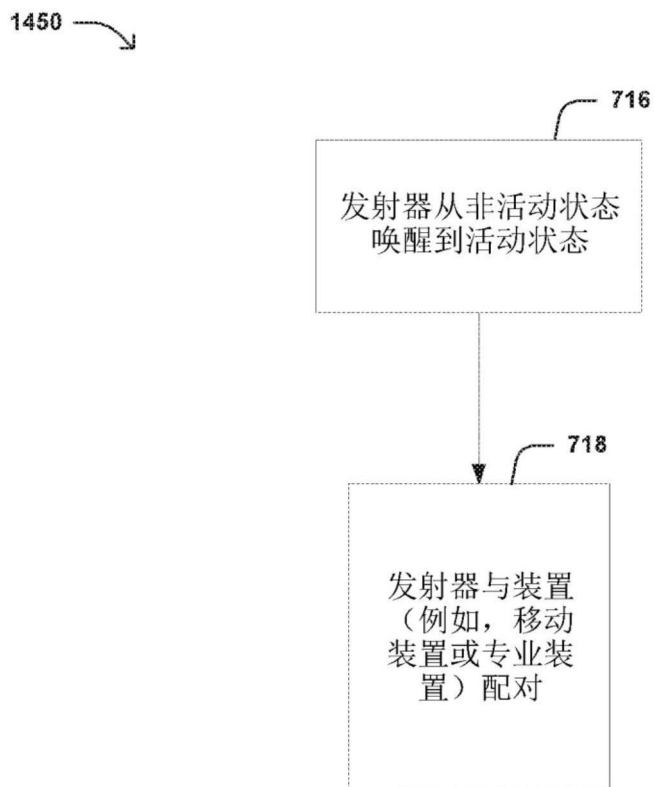 1450
716
发射器从非活动状态
唤醒到活动状态
718
发射器与装置
（例如，移动
装置或专业装
置）配对